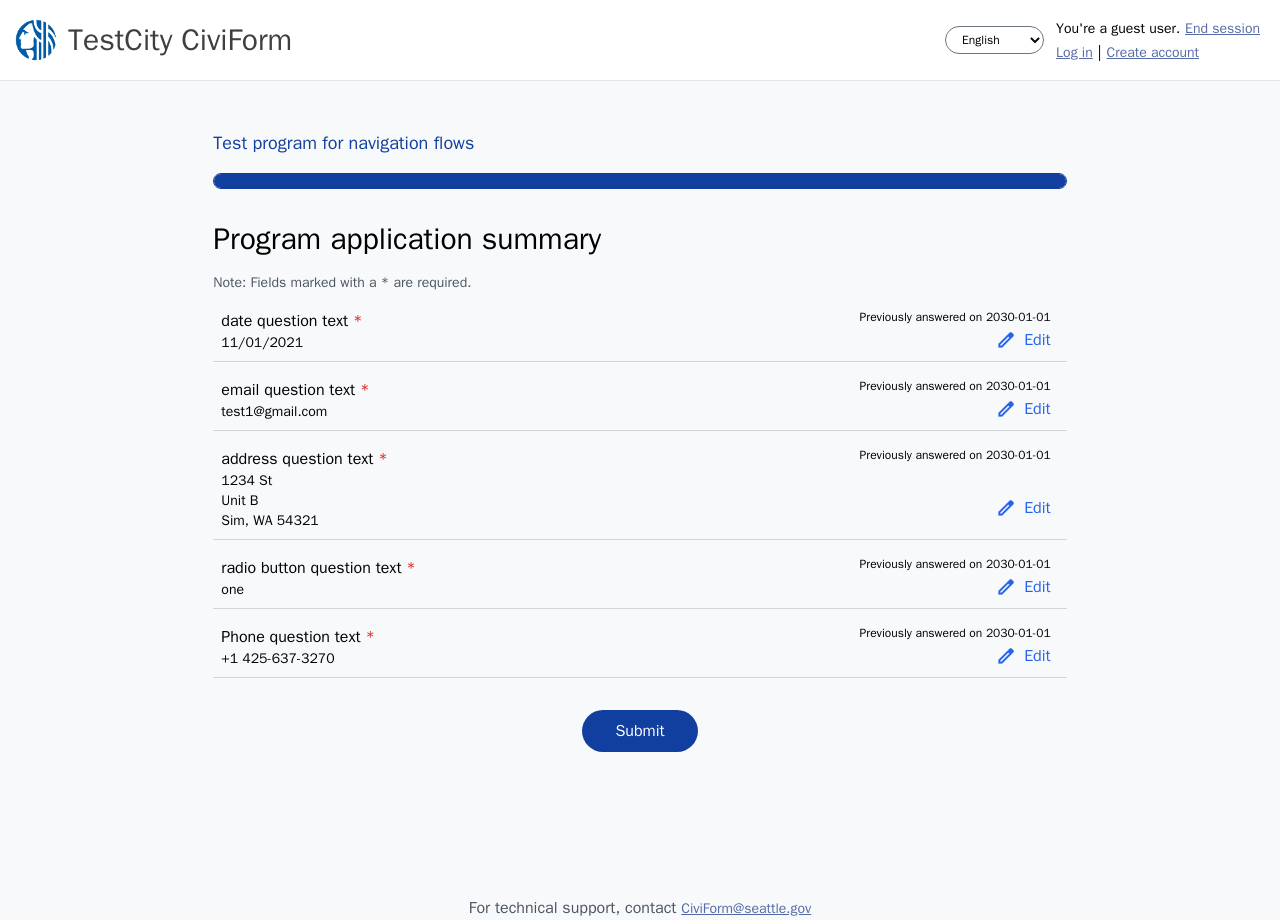 TestCity CiviForm
English
You're a guest user. End session
Log in | Create account
Test program for navigation flows
Program application summary
Note: Fields marked with a * are required.
date question text *
Previously answered on 2030-01-01
11/01/2021
Edit
email question text *
Previously answered on 2030-01-01
test1@gmail.com
Edit
address question text *
Previously answered on 2030-01-01
1234 St
Unit B
Sim, WA 54321
Edit
radio button question text *
Previously answered on 2030-01-01
one
Edit
Phone question text *
Previously answered on 2030-01-01
+1 425-637-3270
Edit
Submit
For technical support, contact CiviForm@seattle.gov